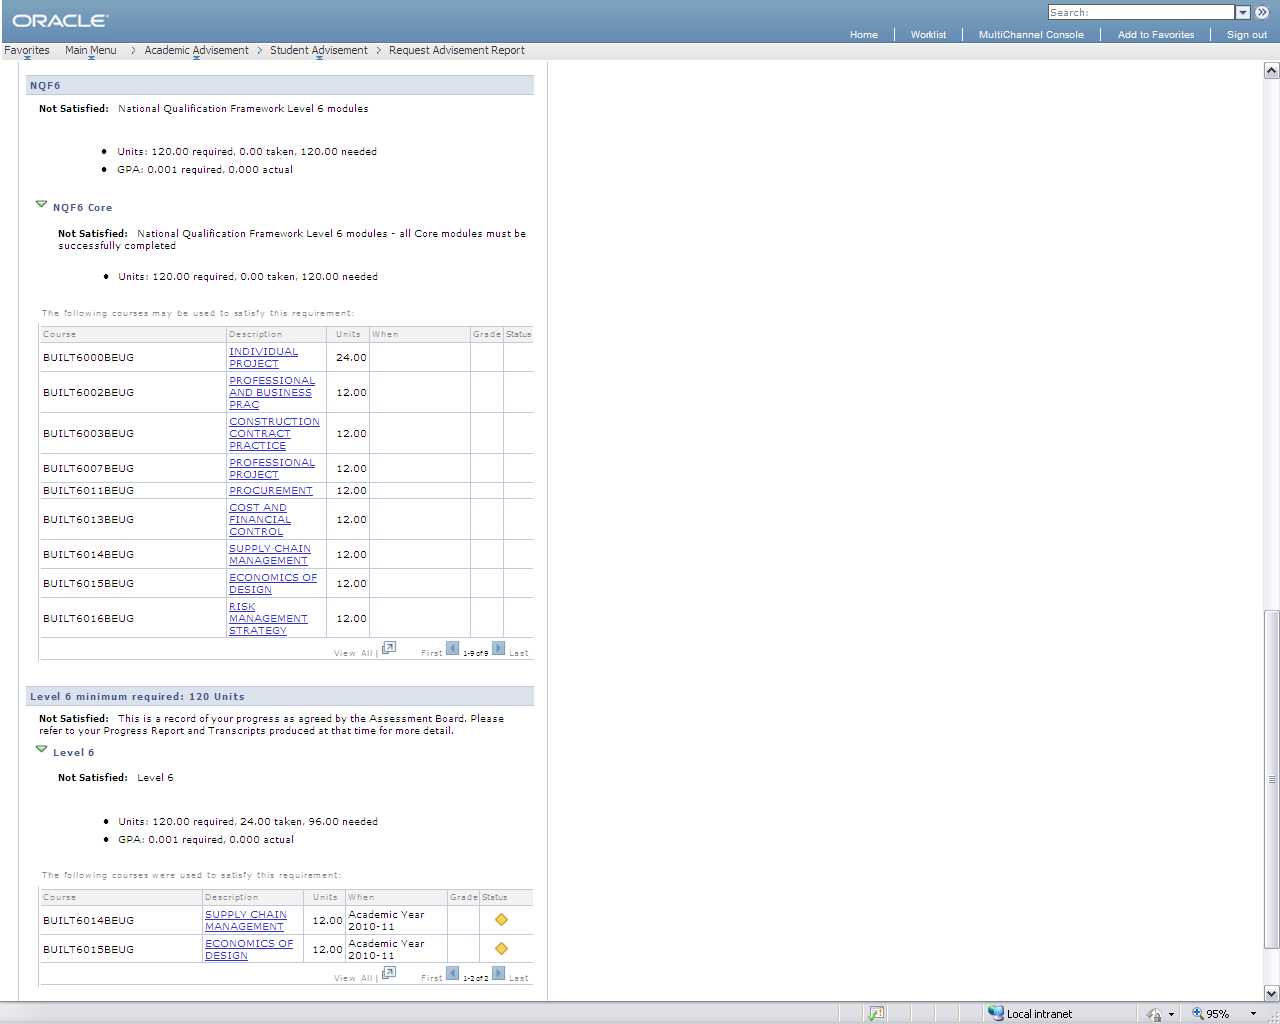 ORACLE
Search:
Home Worklist MultiChannel Console Add to Favorites Sign out
Favorites Main Menu > Academic Advisement > Student Advisement > Request Advisement Report
NQF6
Not Satisfied: National Qualification Framework Level 6 modules
• Units: 120.00 required, 0.00 taken, 120.00 needed
• GPA: 0.001 required, 0.000 actual
NQF6 Core
Not Satisfied: National Qualification Framework Level 6 modules - all Core modules must be
successfully completed
• Units: 120.00 required, 0.00 taken, 120.00 needed
The following courses may be used to satisfy this requirement:
Course Description Units When Grade Status
BUILT6000BEUG INDIVIDUAL PROJECT 24.00
BUILT6002BEUG PROFESSIONAL AND BUSINESS PRAC 12.00
BUILT6003BEUG CONSTRUCTION CONTRACT PRACTICE 12.00
BUILT6007BEUG PROFESSIONAL PROJECT 12.00
BUILT6011BEUG PROCUREMENT 12.00
BUILT6013BEUG COST AND FINANCIAL CONTROL 12.00
BUILT6014BEUG SUPPLY CHAIN MANAGEMENT 12.00
BUILT6015BEUG ECONOMICS OF DESIGN 12.00
BUILT6016BEUG RISK MANAGEMENT STRATEGY 12.00
View All | First 1-9 of 9 Last
Level 6 minimum required: 120 Units
Not Satisfied: This is a record of your progress as agreed by the Assessment Board. Please
refer to your Progress Report and Transcripts produced at that time for more detail.
Level 6
Not Satisfied: Level 6
• Units: 120.00 required, 24.00 taken, 96.00 needed
• GPA: 0.001 required, 0.000 actual
The following courses were used to satisfy this requirement:
Course Description Units When Grade Status
BUILT6014BEUG SUPPLY CHAIN MANAGEMENT 12.00 Academic Year 2010-11
BUILT6015BEUG ECONOMICS OF DESIGN 12.00 Academic Year 2010-11
View All | First 1-2 of 2 Last
Local intranet 95%